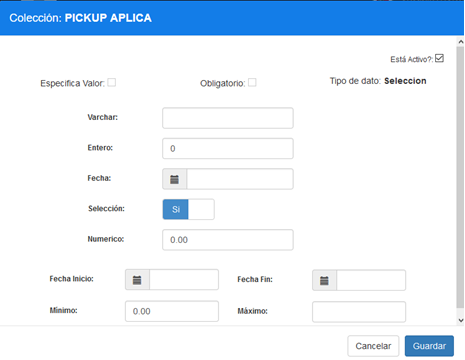 Colección: PICKUP APLICA
Está Activo?:
Especifica Valor:
Obligatorio:
Tipo de dato: Seleccion
Varchar:
Entero: 0
Fecha:
Selección: Si
Numerico: 0.00
Fecha Inicio:
Fecha Fin:
Mínimo: 0.00
Máximo:
Cancelar
Guardar